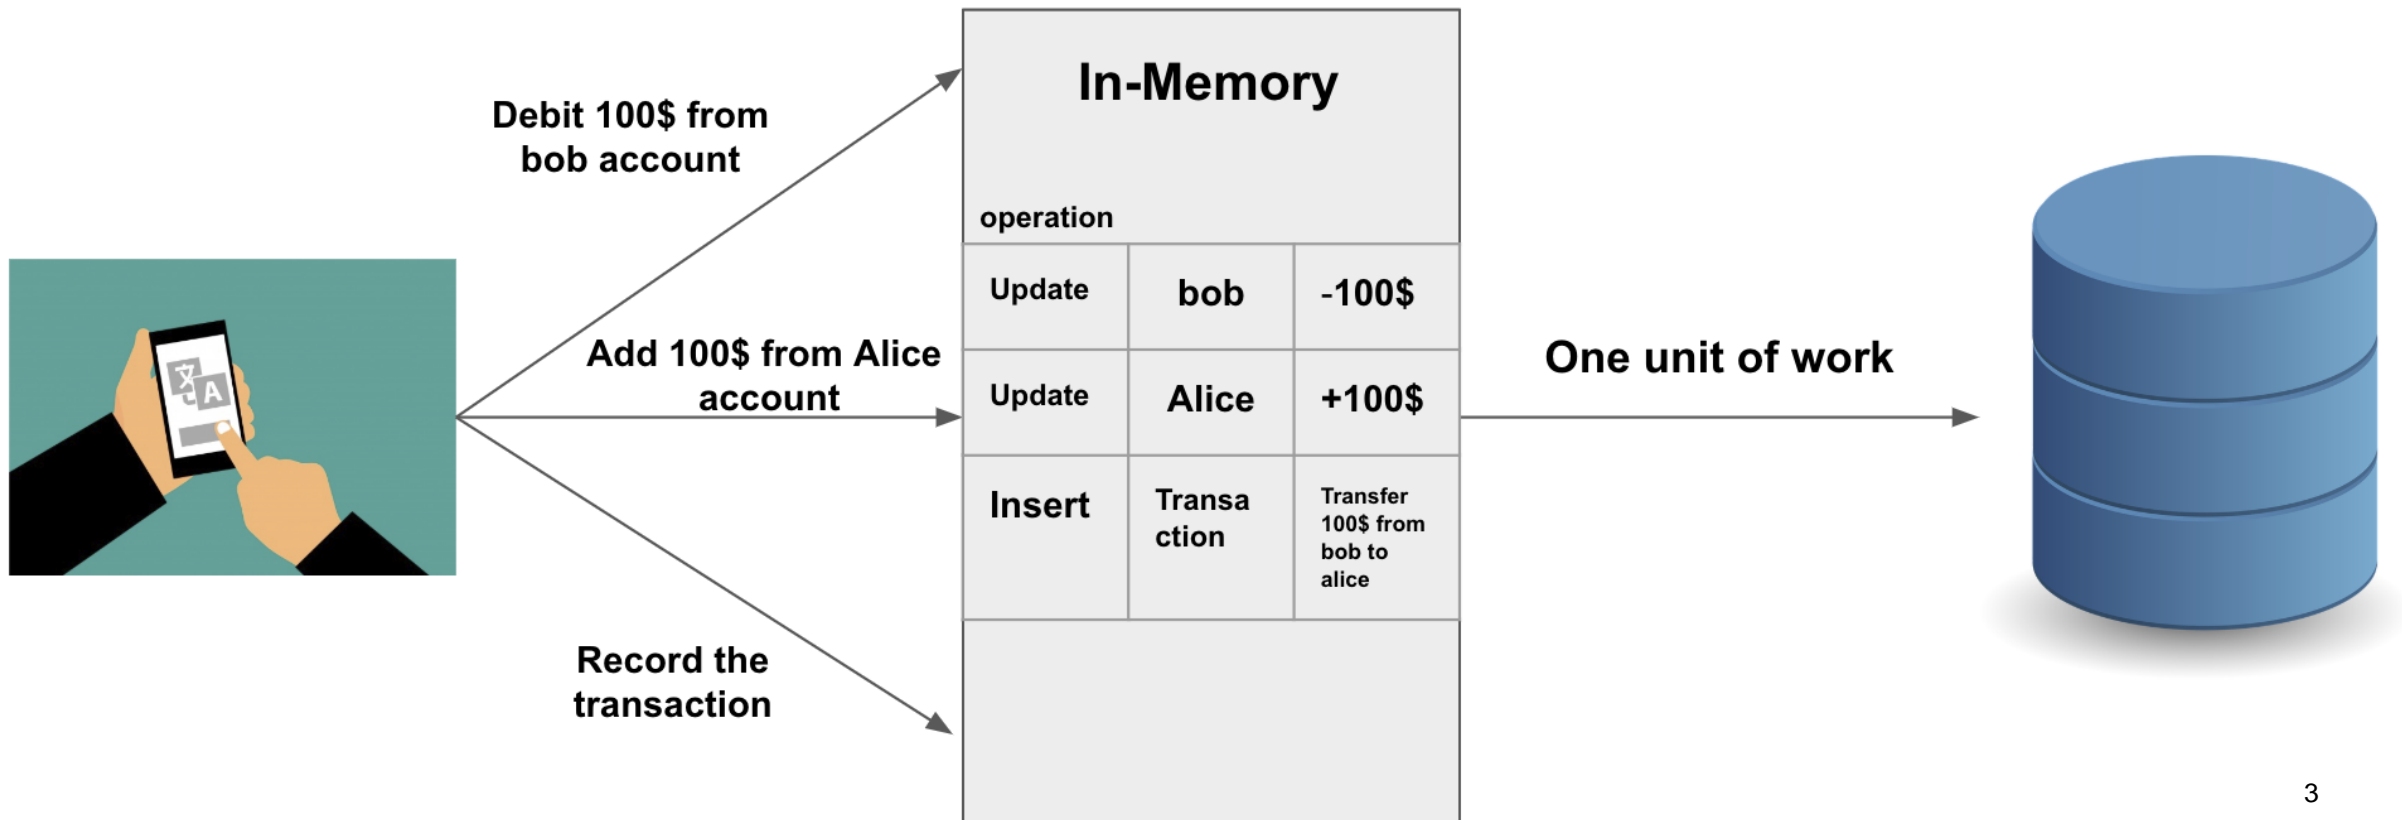 In-Memory
Debit 100$ from
bob account
operation
Update bob -100$
Add 100$ from Alice
account
Update Alice +100$
One unit of work
文
A
Insert
Transa
ction
Transfer
100$ from
bob to
alice
Record the
transaction
3